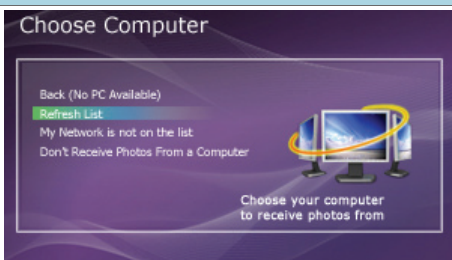 Choose Computer
Back (No PC Available)
Refresh List
My Network is not on the list
Don't Receive Photos From a Computer
Choose your computer
to receive photos from